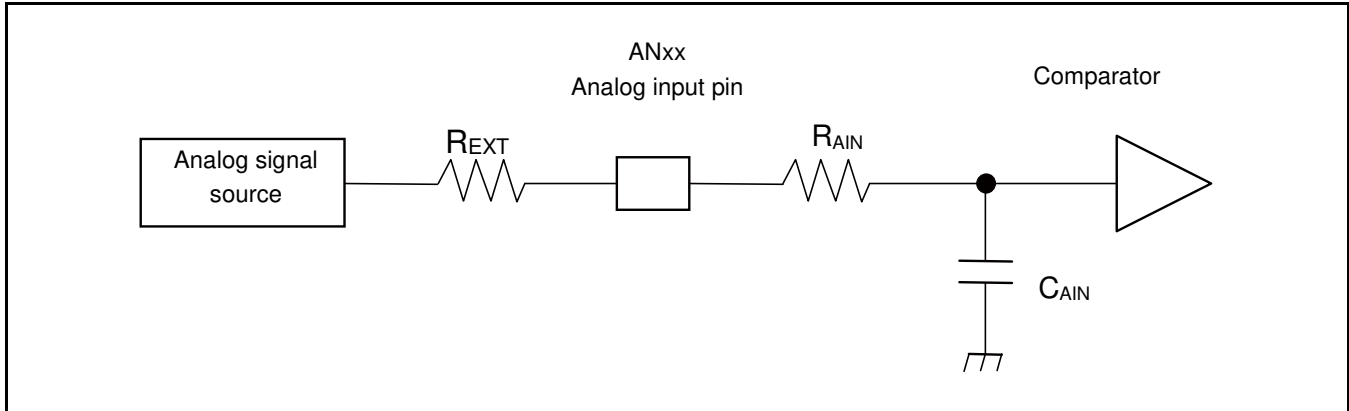 ANxx
Analog input pin
Comparator
Analog signal
source
REXT
RAIN
CAIN